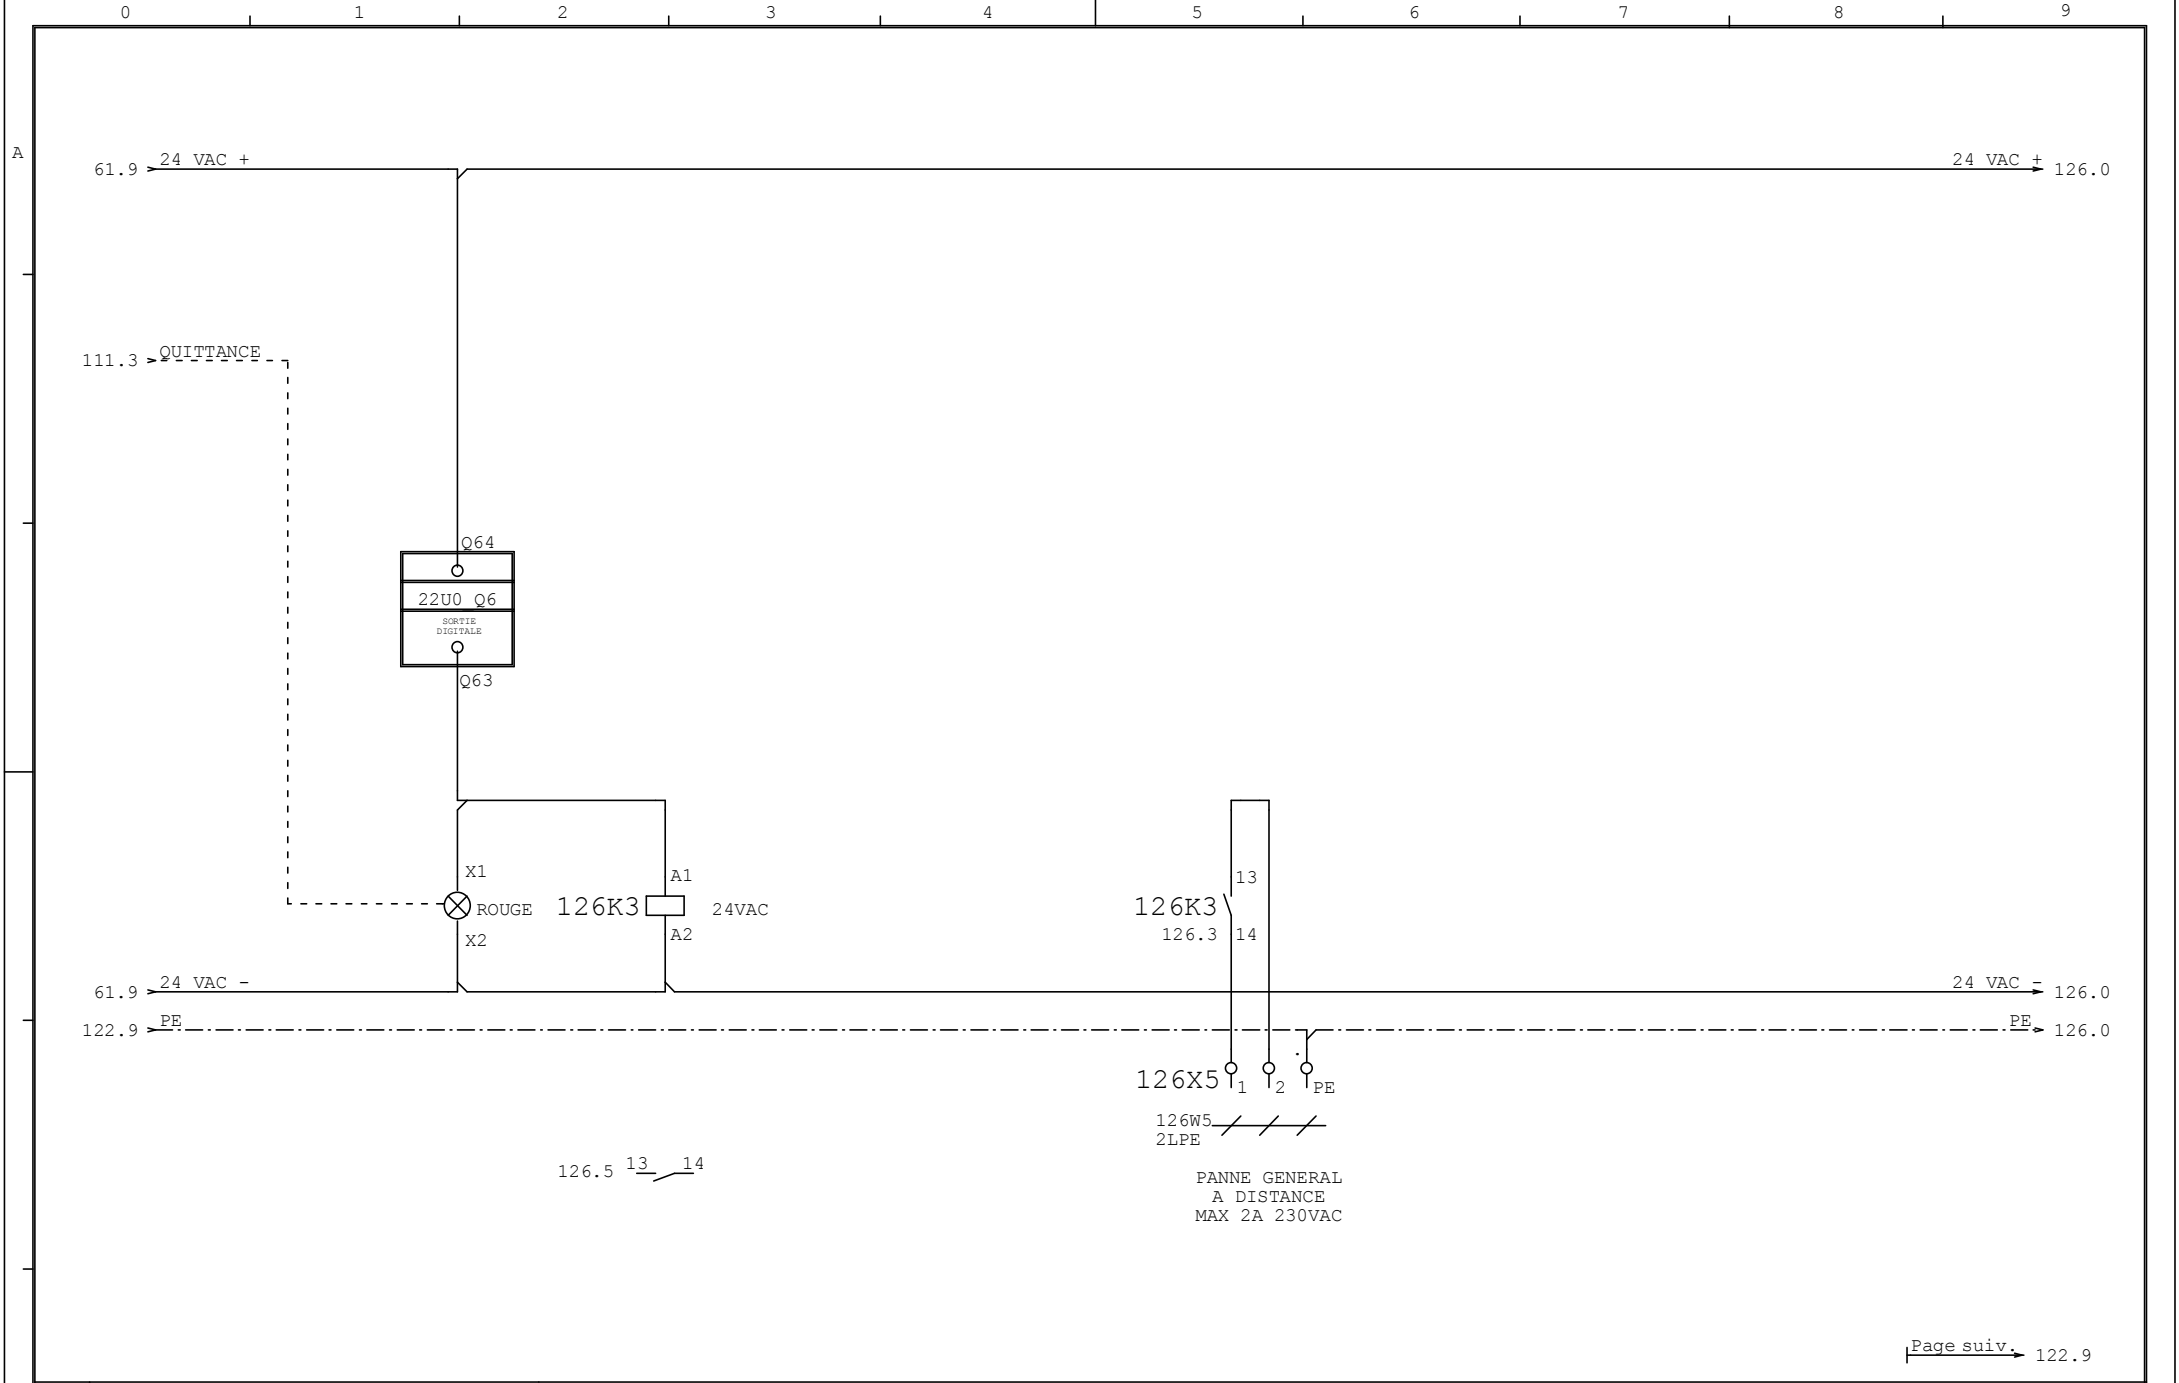 0 1 2 3 4 5 6 7 8 9
A
24 VAC + 24 VAC +
61.9 126.0
QUITTANCE
111.3
Q64
22U0 Q6
SORTIE
DIGITALE
Q63
X1 A1 13
ROUGE 126K3 24VAC 126K3
X2 A2 126.3 14
24 VAC - 24 VAC -
61.9 126.0
PE PE
122.9 126.0
126X5 1 2 PE
126W5
2LPE
126.5 13 14
PANNE GENERAL
A DISTANCE
MAX 2A 230VAC
Page suiv. 122.9